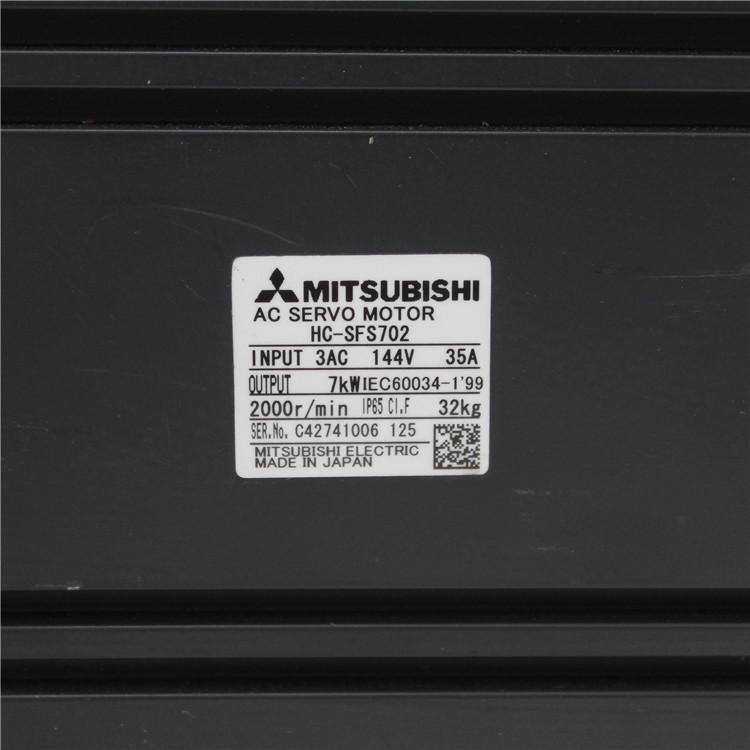 MITSUBISHI
AC SERVO MOTOR
HC-SFS702
INPUT 3AC 144V 35A
OUTPUT 7kW IEC60034-1'99
2000r/min IP65 Cl.F 32kg
SER.No. C42741006 125
MITSUBISHI ELECTRIC
MADE IN JAPAN